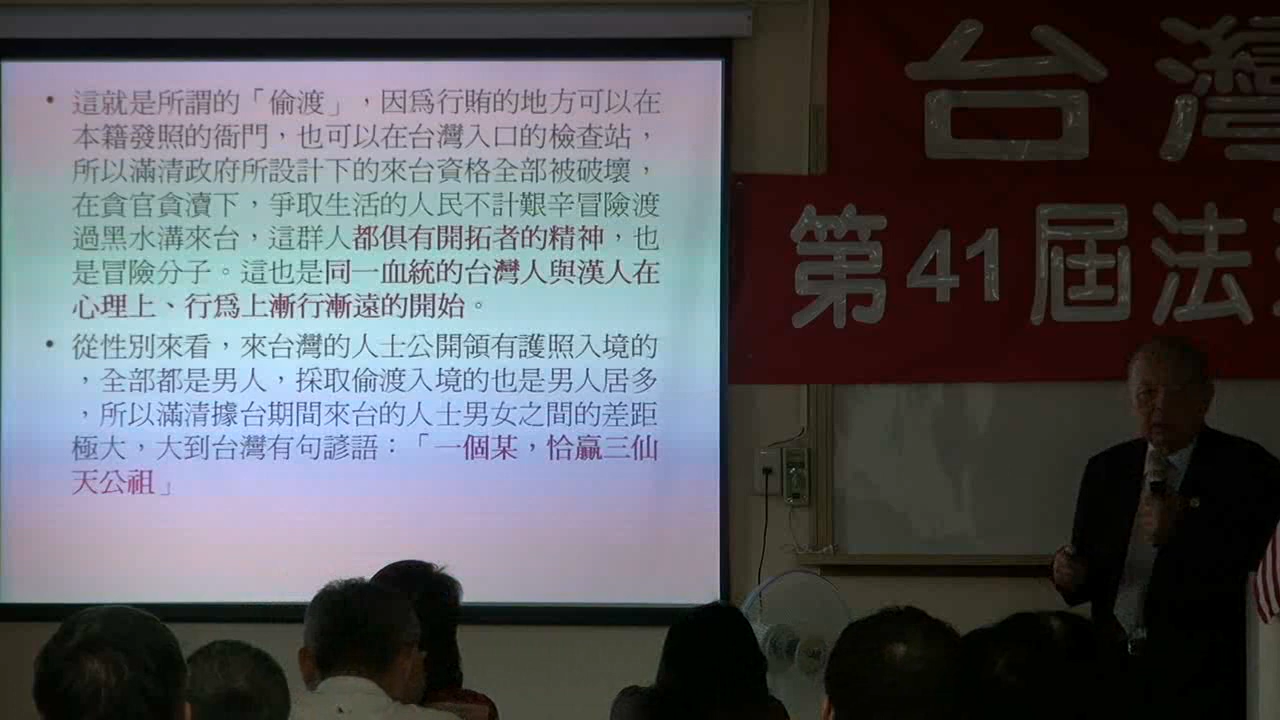 • 這就是所謂的「偷渡」，因為行賄的地方可以在
本籍發照的衙門，也可以在台灣入口的檢查站，
所以滿清政府所設計下的來台資格全部被破壞，
在貪官貪瀆下，爭取生活的人民不計艱辛冒險渡
過黑水溝來台，這群人都俱有開拓者的精神，也
是冒險分子。這也是同一血統的台灣人與漢人在
心理上、行為上漸行漸遠的開始。
• 從性別來看，來台灣的人士公開領有護照入境的
，全部都是男人，採取偷渡入境的也是男人居多
，所以滿清據台期間來台的人士男女之間的差距
極大，大到台灣有句諺語：「一個某，恰贏三仙
天公祖」
台灣
第41屆法